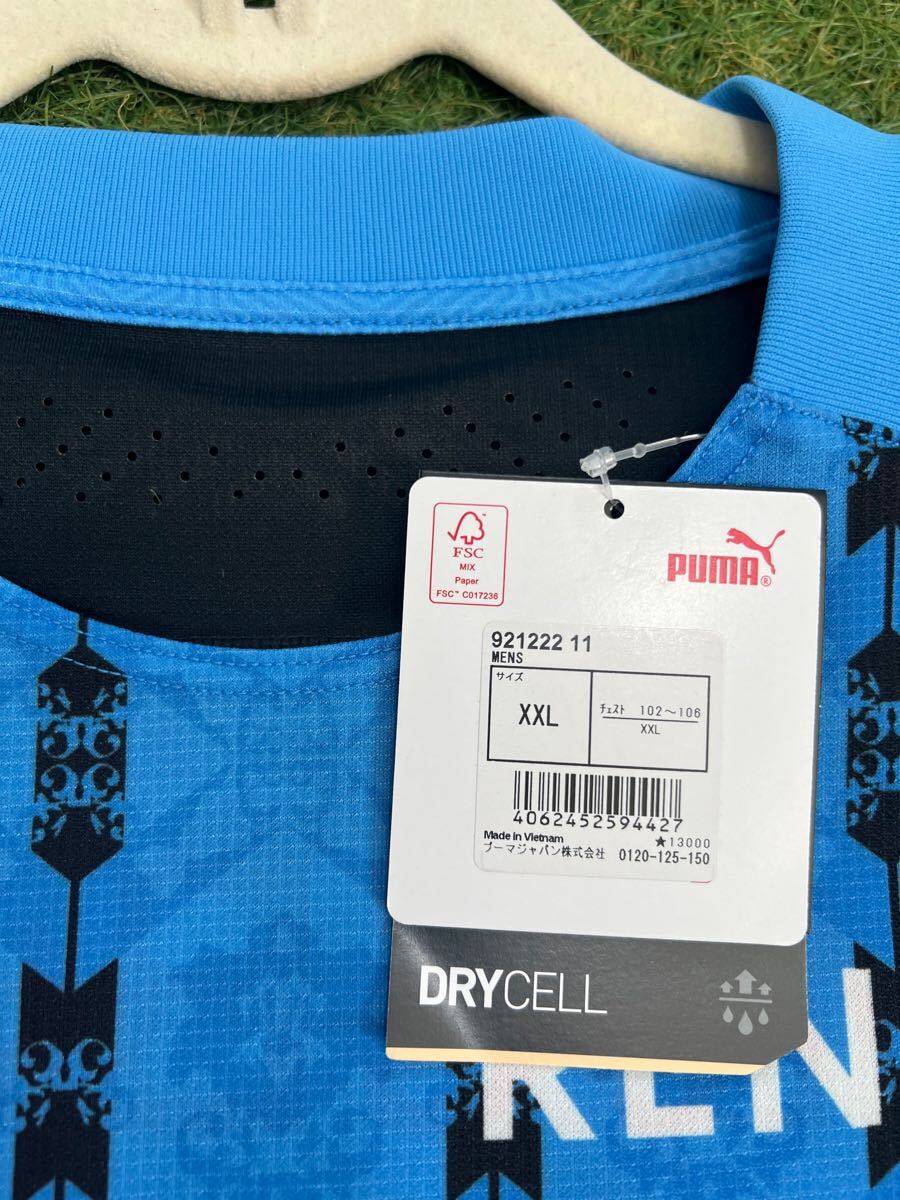 FSC
MIX
Paper
FSC™ C017236
PUMA®
921222 11
MENS
サイズ
XXL
チェスト 102〜106
XXL
4062452594427
Made in Vietnam
★13000
プーマジャパン株式会社 0120-125-150
DRYCELL